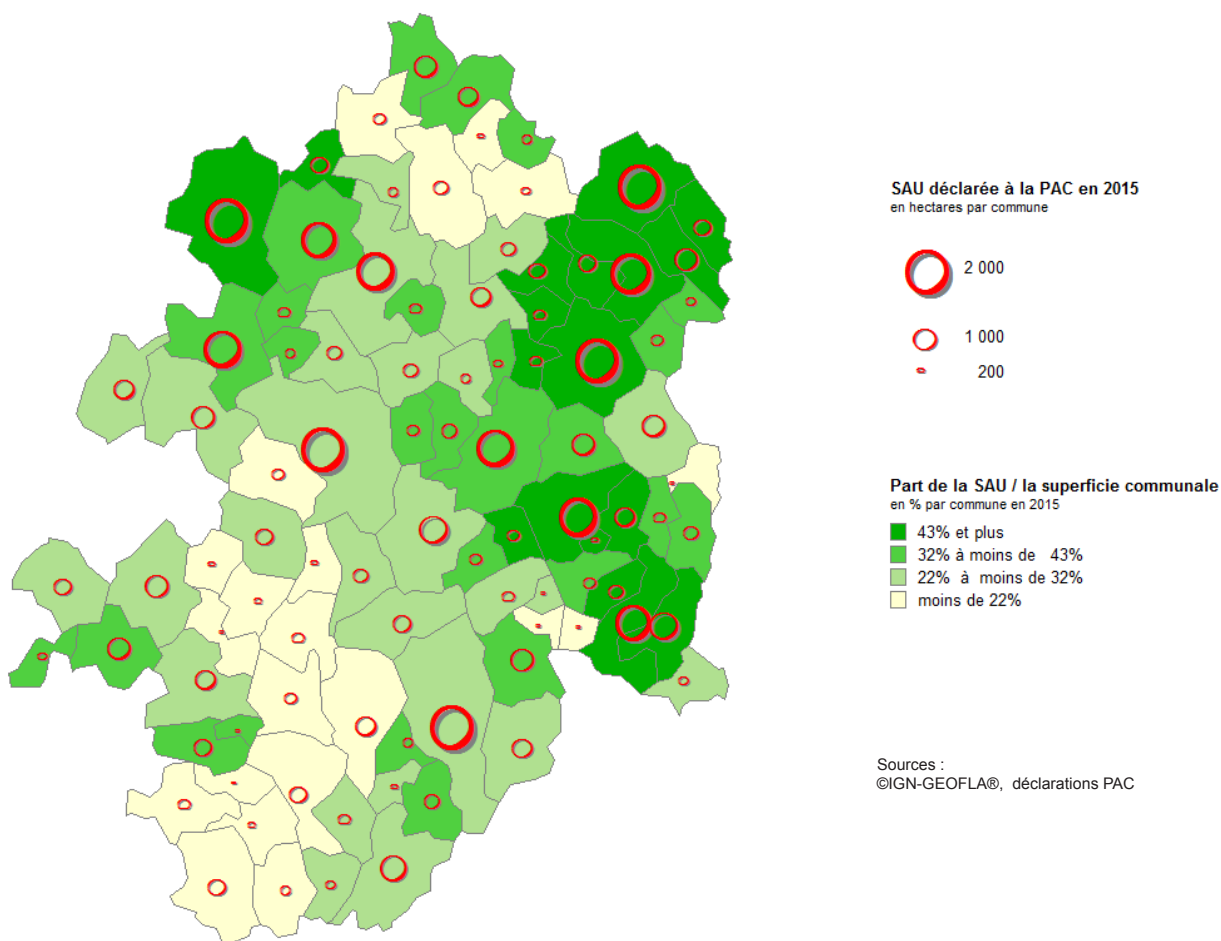 SAU déclarée à la PAC en 2015
en hectares par commune
2 000
1 000
200
Part de la SAU / la superficie communale
en % par commune en 2015
43% et plus
32% à moins de 43%
22% à moins de 32%
moins de 22%
Sources :
©IGN-GEOFLA®, déclarations PAC